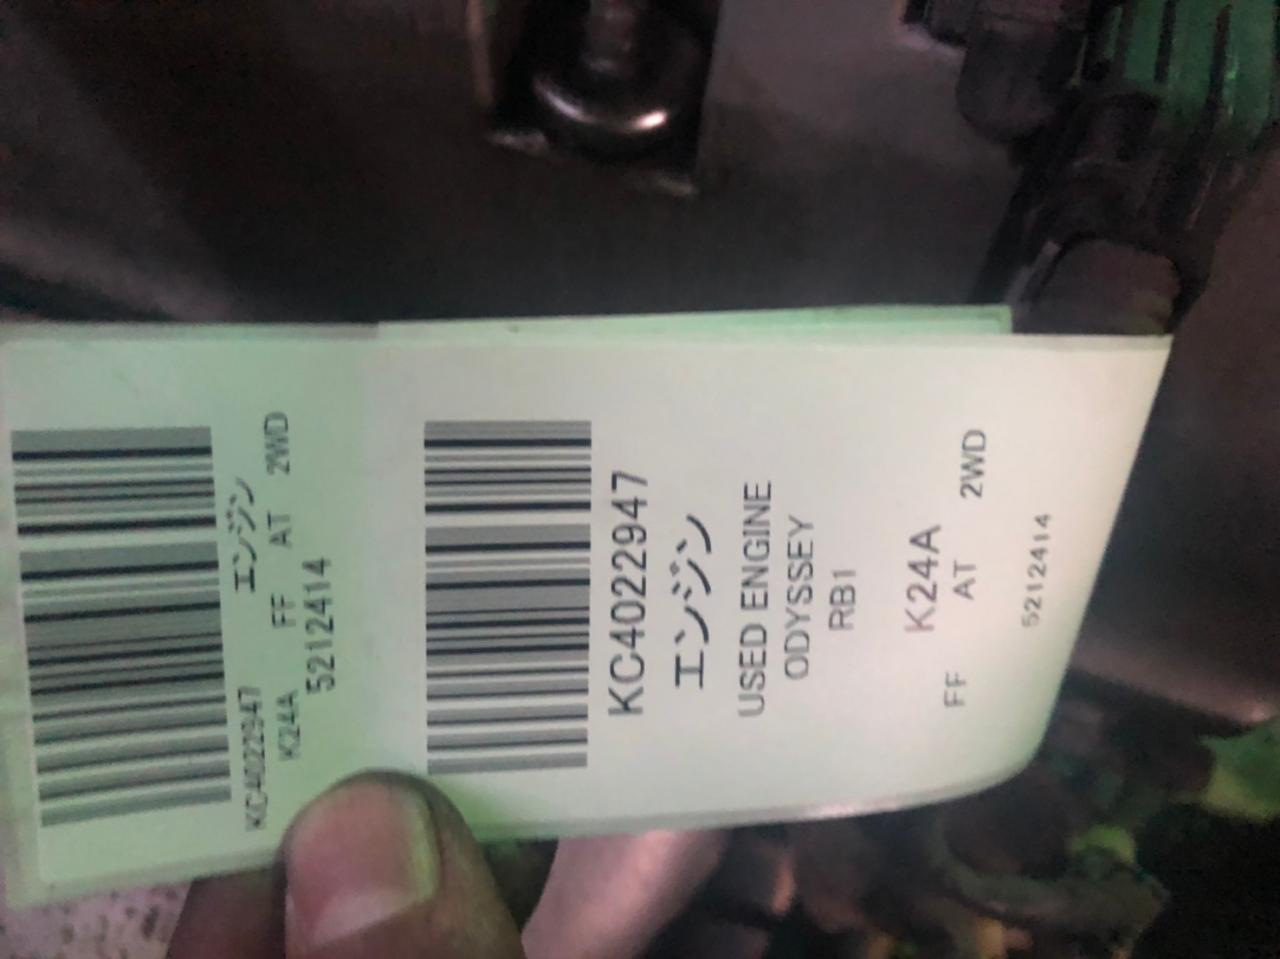 KC4022947 エンジン
K24A FF AT 2WD
5212414
KC4022947
エンジン
USED ENGINE
ODYSSEY
RB1
K24A
FF AT 2WD
5212414